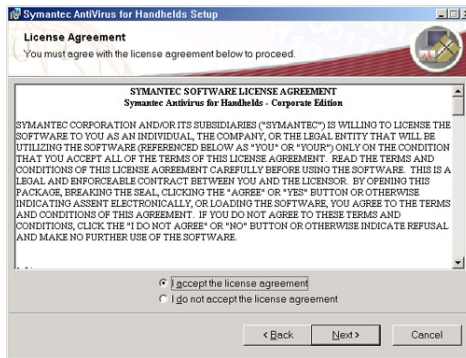 Symantec AntiVirus for Handhelds Setup
License Agreement
You must agree with the license agreement below to proceed.
SYMANTEC SOFTWARE LICENSE AGREEMENT
Symantec Antivirus for Handhelds - Corporate Edition
SYMANTEC CORPORATION AND/OR ITS SUBSIDIARIES ("SYMANTEC") IS WILLING TO LICENSE THE
SOFTWARE TO YOU AS AN INDIVIDUAL, THE COMPANY, OR THE LEGAL ENTITY THAT WILL BE
UTILIZING THE SOFTWARE (REFERENCED BELOW AS "YOU" OR "YOUR") ONLY ON THE CONDITION
THAT YOU ACCEPT ALL OF THE TERMS OF THIS LICENSE AGREEMENT. READ THE TERMS AND
CONDITIONS OF THIS LICENSE AGREEMENT CAREFULLY BEFORE USING THE SOFTWARE. THIS IS A
LEGAL AND ENFORCEABLE CONTRACT BETWEEN YOU AND THE LICENSOR. BY OPENING THIS
PACKAGE, BREAKING THE SEAL, CLICKING THE "AGREE" OR "YES" BUTTON OR OTHERWISE
INDICATING ASSENT ELECTRONICALLY, OR LOADING THE SOFTWARE, YOU AGREE TO THE TERMS
AND CONDITIONS OF THIS AGREEMENT. IF YOU DO NOT AGREE TO THESE TERMS AND
CONDITIONS, CLICK THE "I DO NOT AGREE" OR "NO" BUTTON OR OTHERWISE INDICATE REFUSAL
AND MAKE NO FURTHER USE OF THE SOFTWARE.
I accept the license agreement
I do not accept the license agreement
< Back Next > Cancel